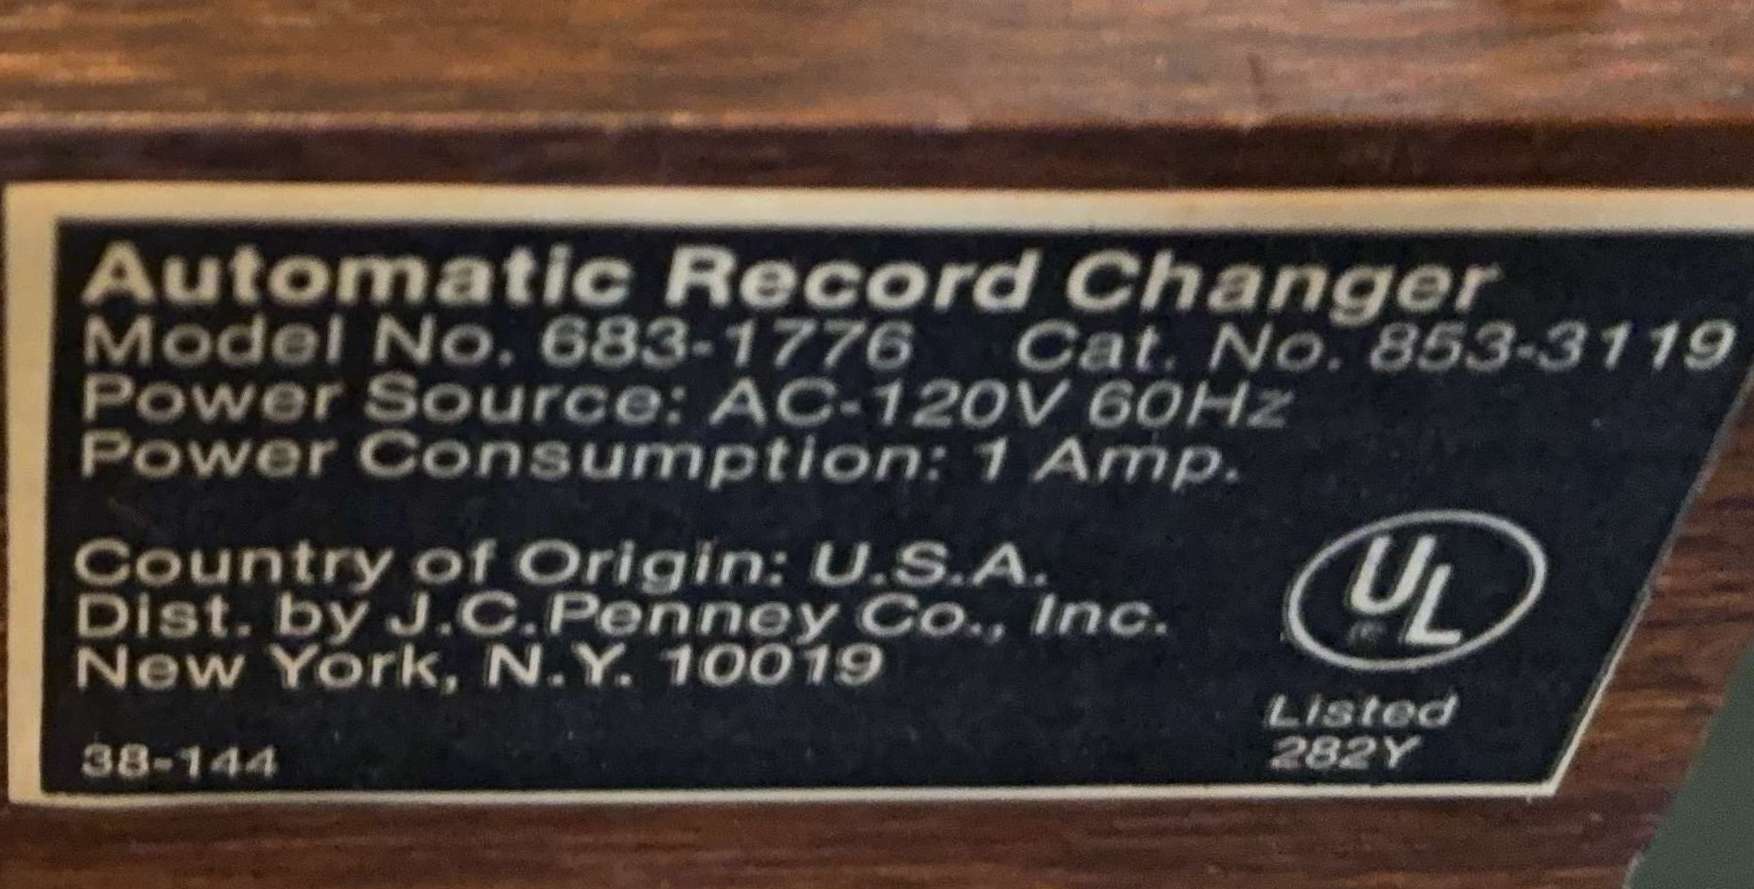 Automatic Record Changer
Model No. 683-1776 Cat. No. 853-3119
Power Source: AC-120V 60Hz
Power Consumption: 1 Amp.
Country of Origin: U.S.A.
Dist. by J.C.Penney Co., Inc.
New York, N.Y. 10019
UL
®
Listed
282Y
38-144